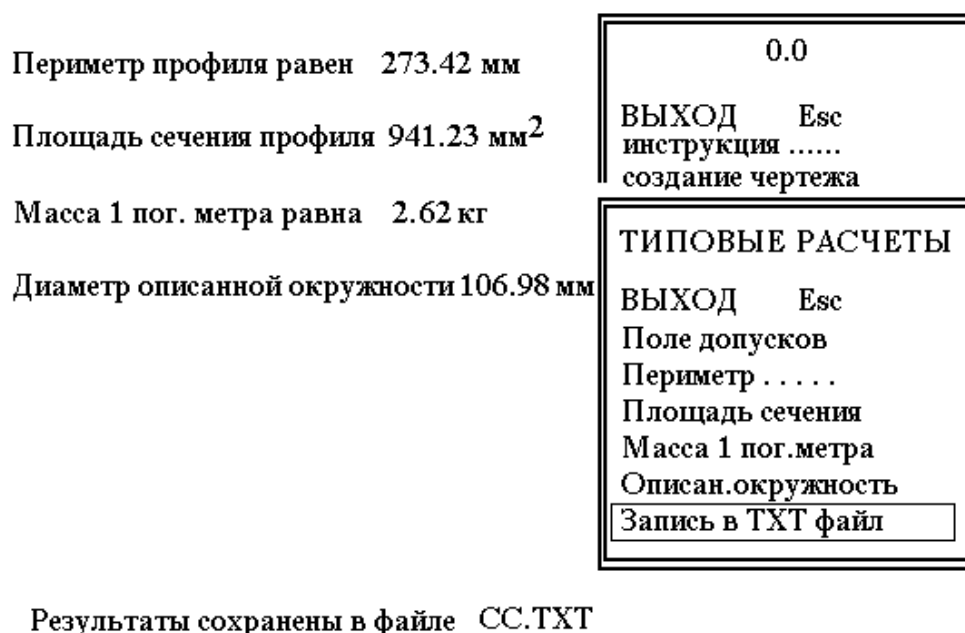 Периметр профиля равен 273.42 мм
Площадь сечения профиля 941.23 мм2
Масса 1 пог. метра равна 2.62 кг
Диаметр описанной окружности 106.98 мм
0.0
ВЫХОД Esc
инструкция ......
создание чертежа
ТИПОВЫЕ РАСЧЕТЫ
ВЫХОД Esc
Поле допусков
Периметр . . . . .
Площадь сечения
Масса 1 пог.метра
Описан.окружность
Запись в ТХТ файл
Результаты сохранены в файле CC.TXT